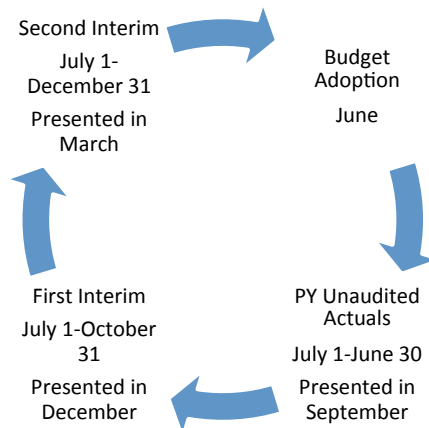 Second Interim
July 1-
December 31
Presented in
March
Budget
Adoption
June
PY Unaudited
Actuals
July 1-June 30
Presented in
September
First Interim
July 1-October
31
Presented in
December